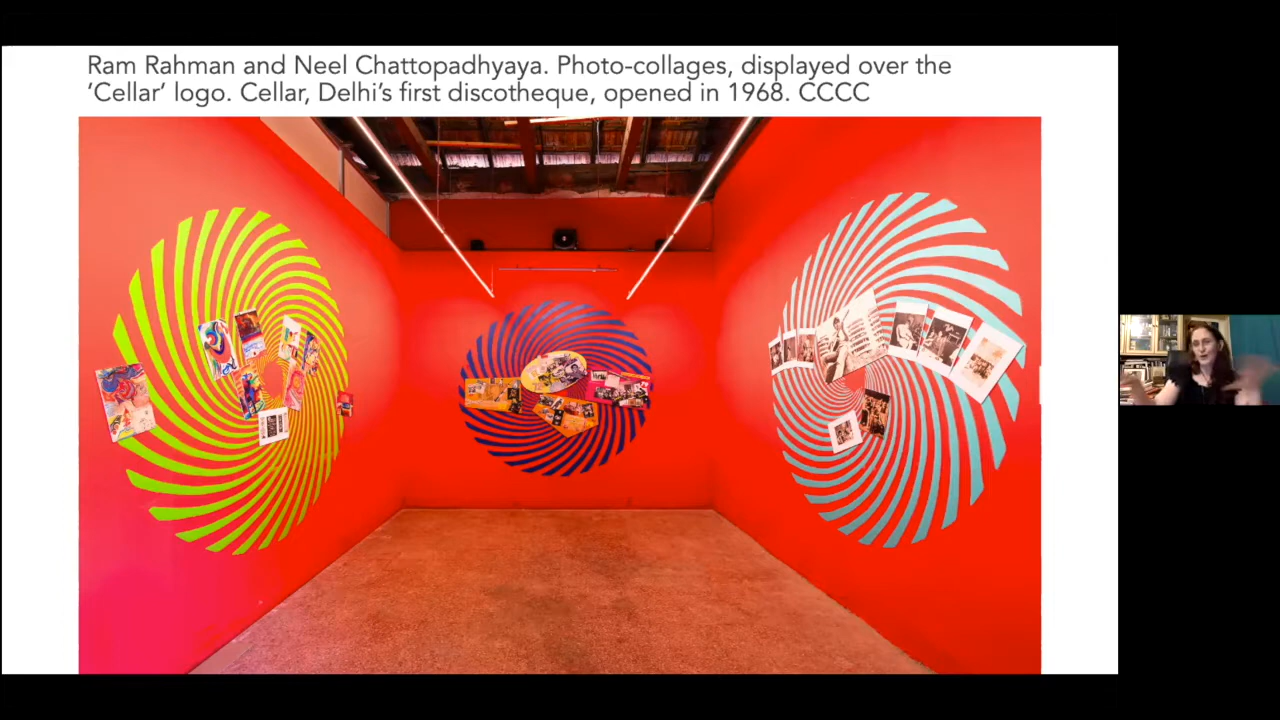 Ram Rahman and Neel Chattopadhyaya. Photo-collages, displayed over the
‘Cellar’ logo. Cellar, Delhi’s first discotheque, opened in 1968. CCCC